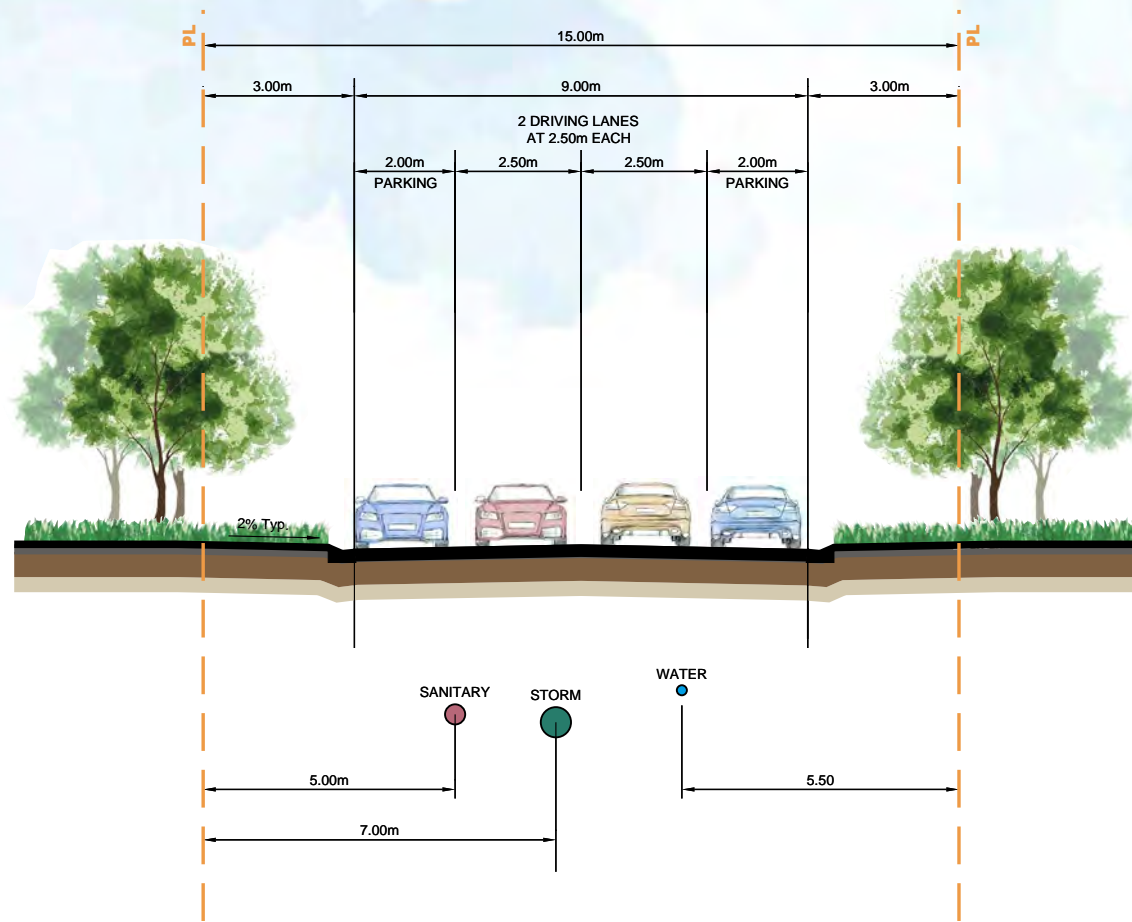 PL
15.00m
PL
3.00m
9.00m
3.00m
2 DRIVING LANES
AT 2.50m EACH
2.00m
2.50m
2.50m
2.00m
PARKING
PARKING
2% Typ.
WATER
SANITARY
STORM
5.00m
5.50
7.00m